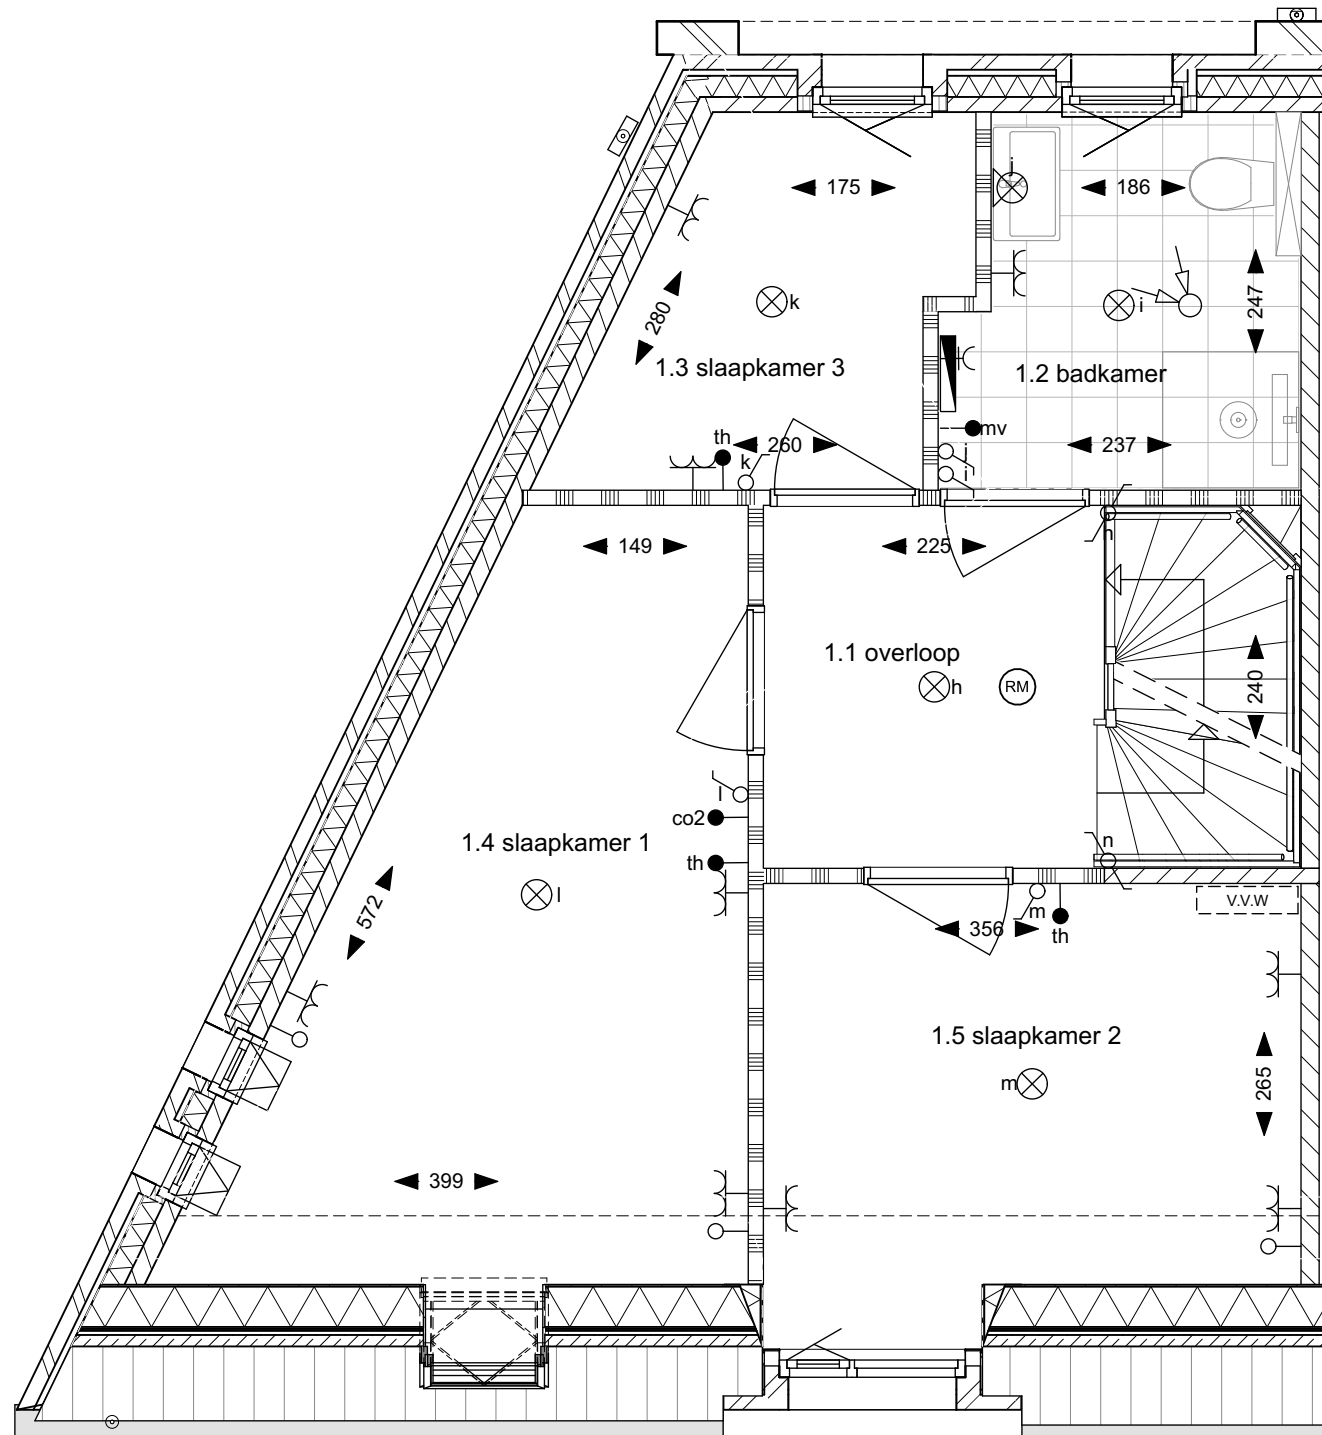 175
j
186
280
k
i
247
1.3 slaapkamer 3
1.2 badkamer
th
260
k
mv
j
i
237
149
225
n
1.1 overloop
h
RM
240
l
co2
1.4 slaapkamer 1
th
n
l
572
m
356
th
V.V.W
1.5 slaapkamer 2
m
265
399